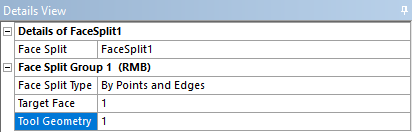 Details View
Details of FaceSplit1
Face Split FaceSplit1
Face Split Group 1 (RMB)
Face Split Type By Points and Edges
Target Face 1
Tool Geometry 1